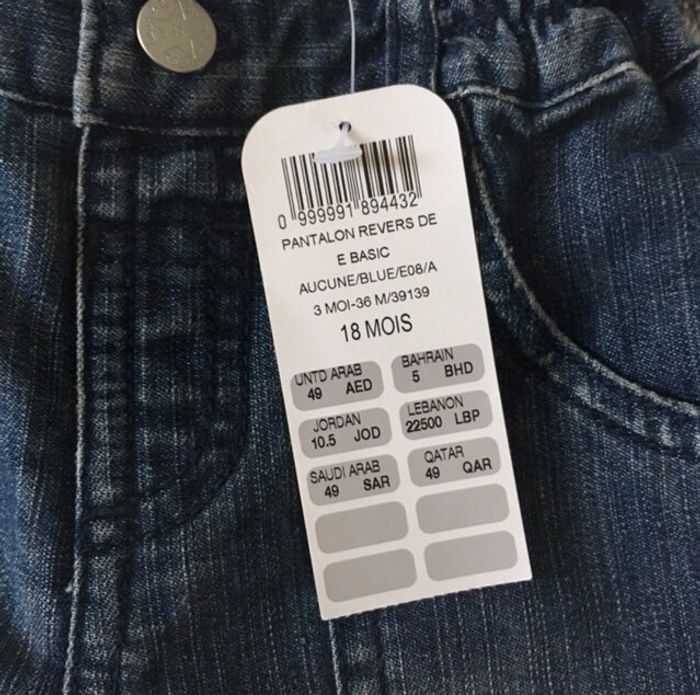 0 999991 894432
PANTALON REVERS DE
E BASIC
AUCUNE/BLUE/E08/A
3 MOI-36 M/39139
18 MOIS
UNTD ARAB
49 AED
BAHRAIN
5 BHD
JORDAN
10.5 JOD
LEBANON
22500 LBP
SAUDI ARAB
49 SAR
QATAR
49 QAR